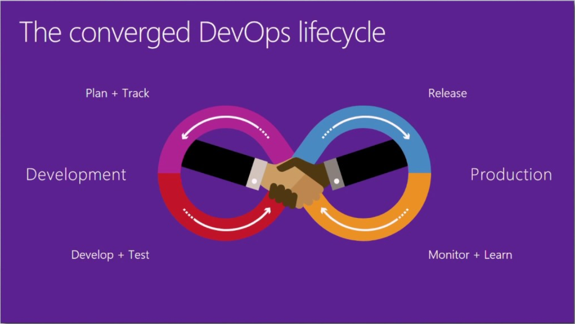 The converged DevOps lifecycle
Plan + Track
Release
Development
Production
Develop + Test
Monitor + Learn